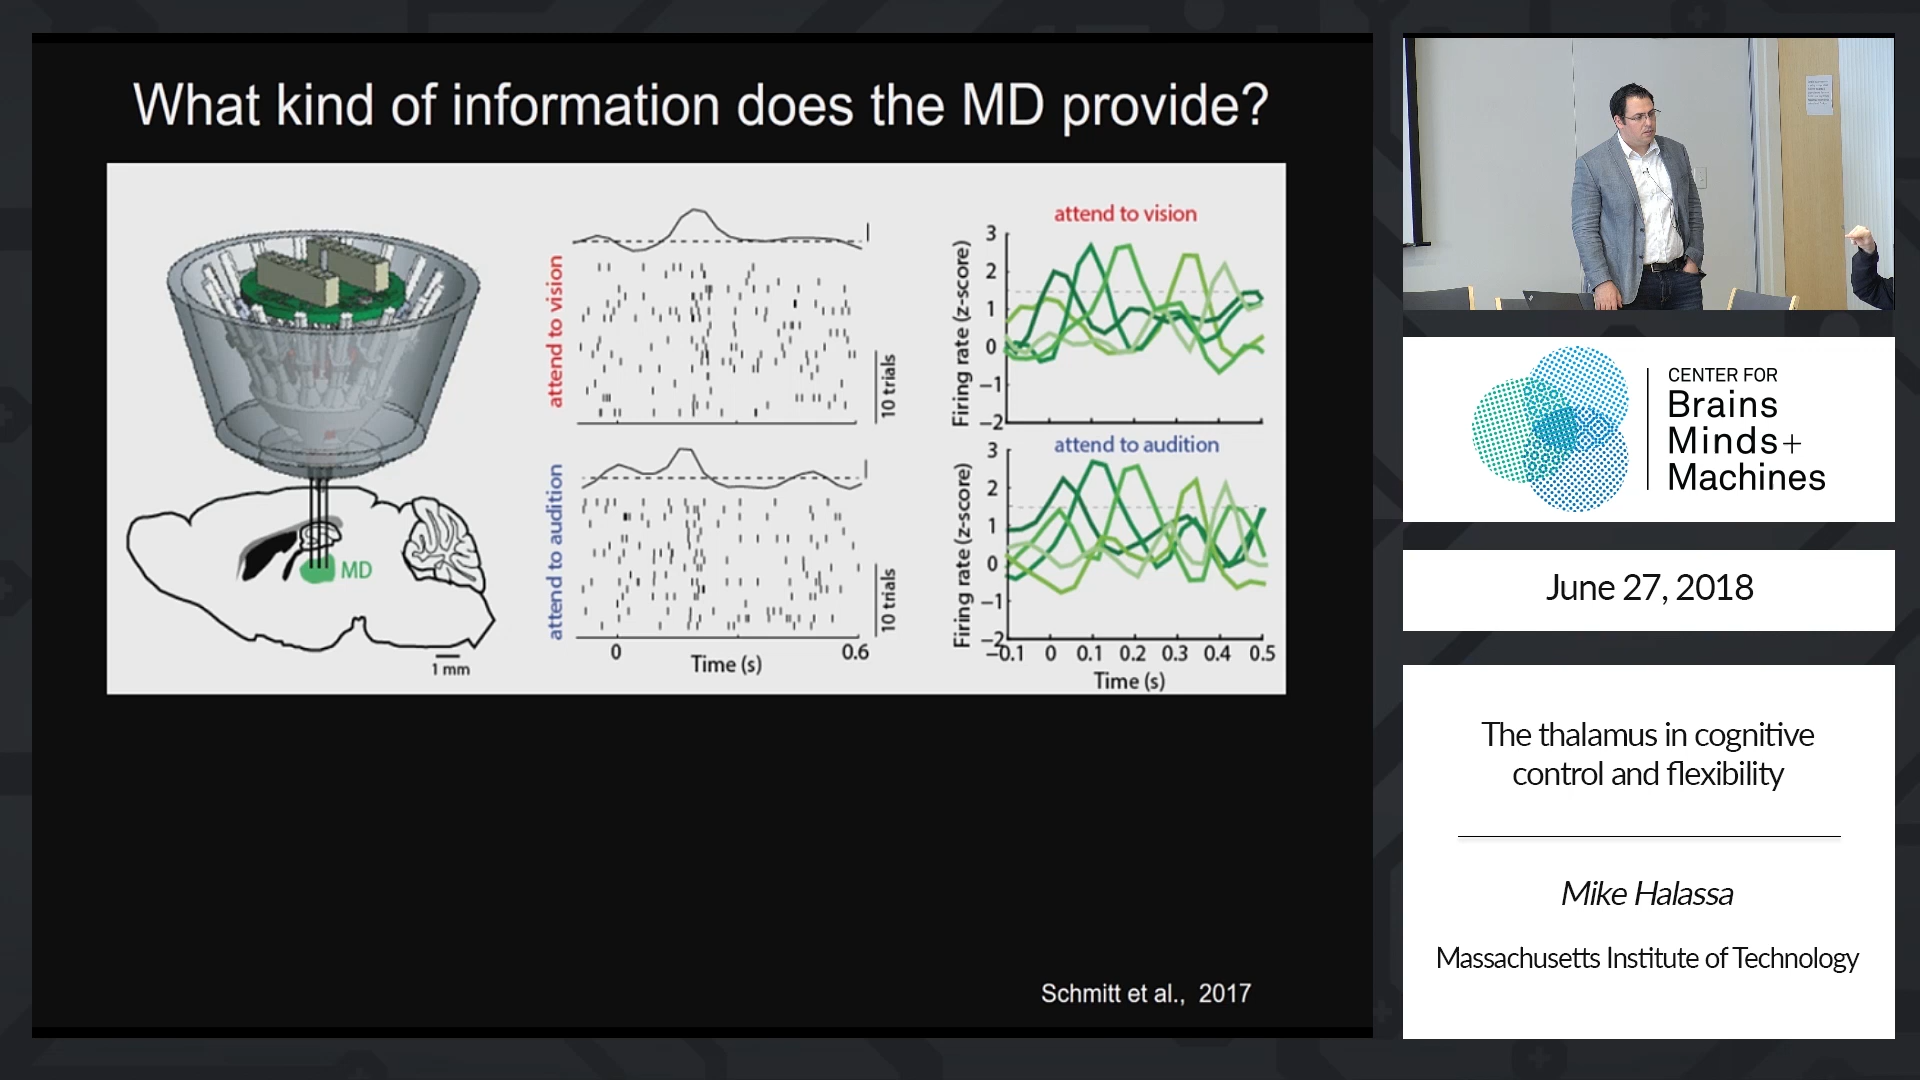 What kind of information does the MD provide?
MD
1 mm
attend to vision
10 trials
attend to audition
10 trials
0
0.6
Time (s)
attend to vision
Firing rate (z-score)
3
2
1
0
−1
−2
attend to audition
Firing rate (z-score)
3
2
1
0
−1
−2
−0.1 0 0.1 0.2 0.3 0.4 0.5
Time (s)
Schmitt et al., 2017
CENTER FOR
Brains
Minds+
Machines
June 27, 2018
The thalamus in cognitive
control and flexibility
Mike Halassa
Massachusetts Institute of Technology